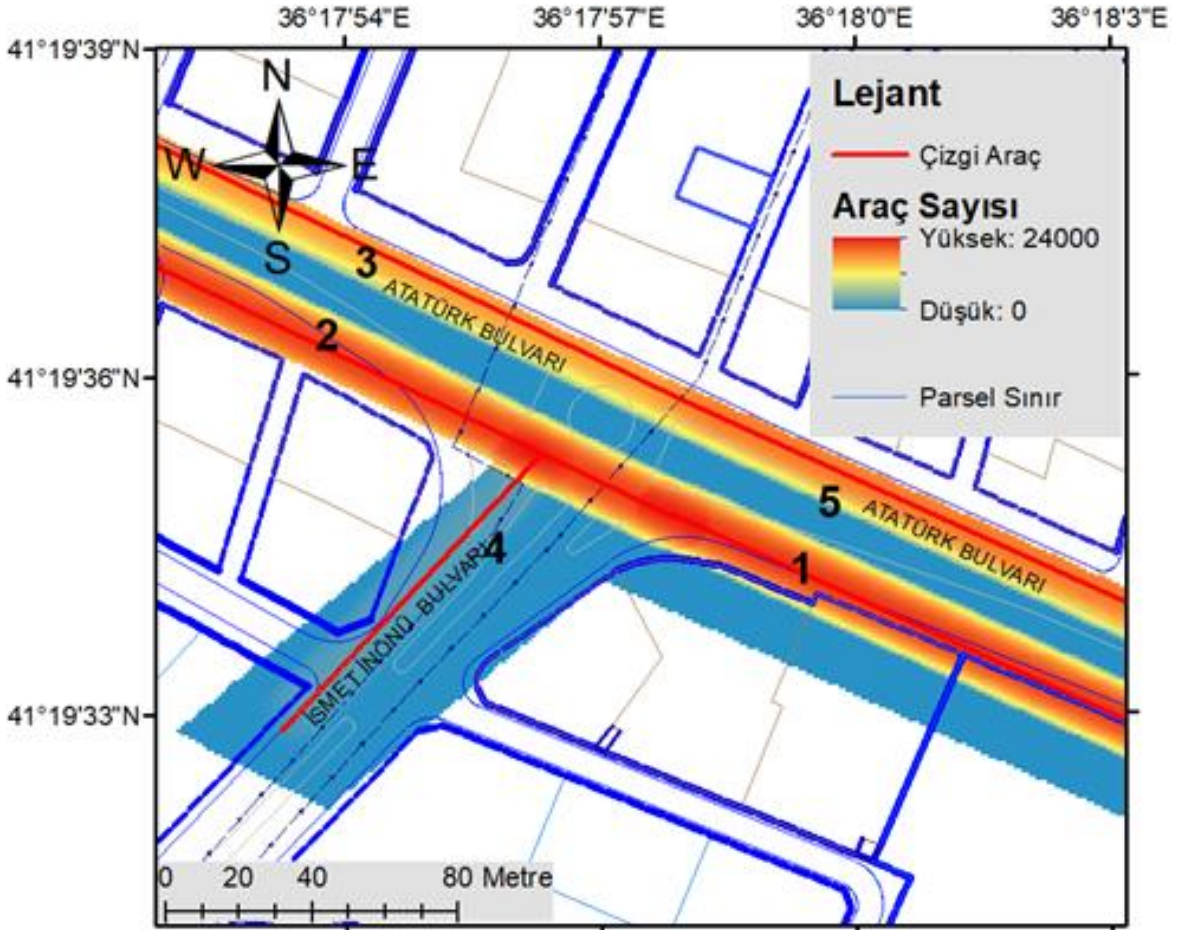 36°17'54"E
36°17'57"E
36°18'0"E
36°18'3"E
41°19'39"N
41°19'36"N
41°19'33"N
N
W
E
S
Lejant
Çizgi Araç
Araç Sayısı
Yüksek: 24000
Düşük: 0
Parsel Sınır
3
ATATÜRK BULVARI
2
5
ATATÜRK BULVARI
4
1
İSMET İNÖNÜ BULVARI
0 20 40 80 Metre